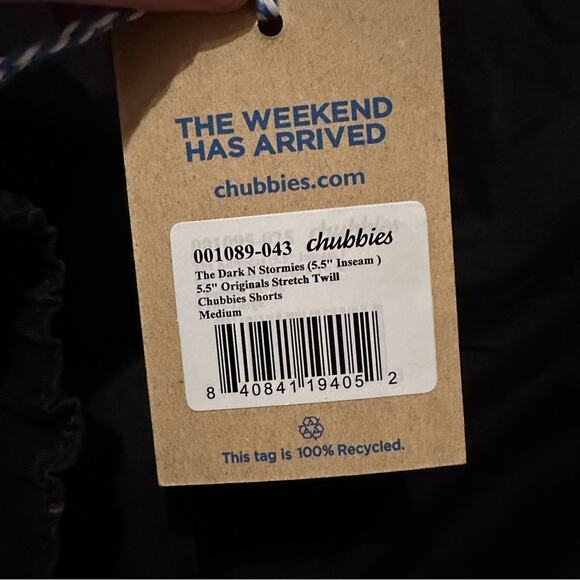 THE WEEKEND
HAS ARRIVED
chubbies.com
001089-043 chubbies
The Dark N Stormies (5.5" Inseam )
5.5" Originals Stretch Twill
Chubbies Shorts
Medium
8 40841 19405 2
This tag is 100% Recycled.